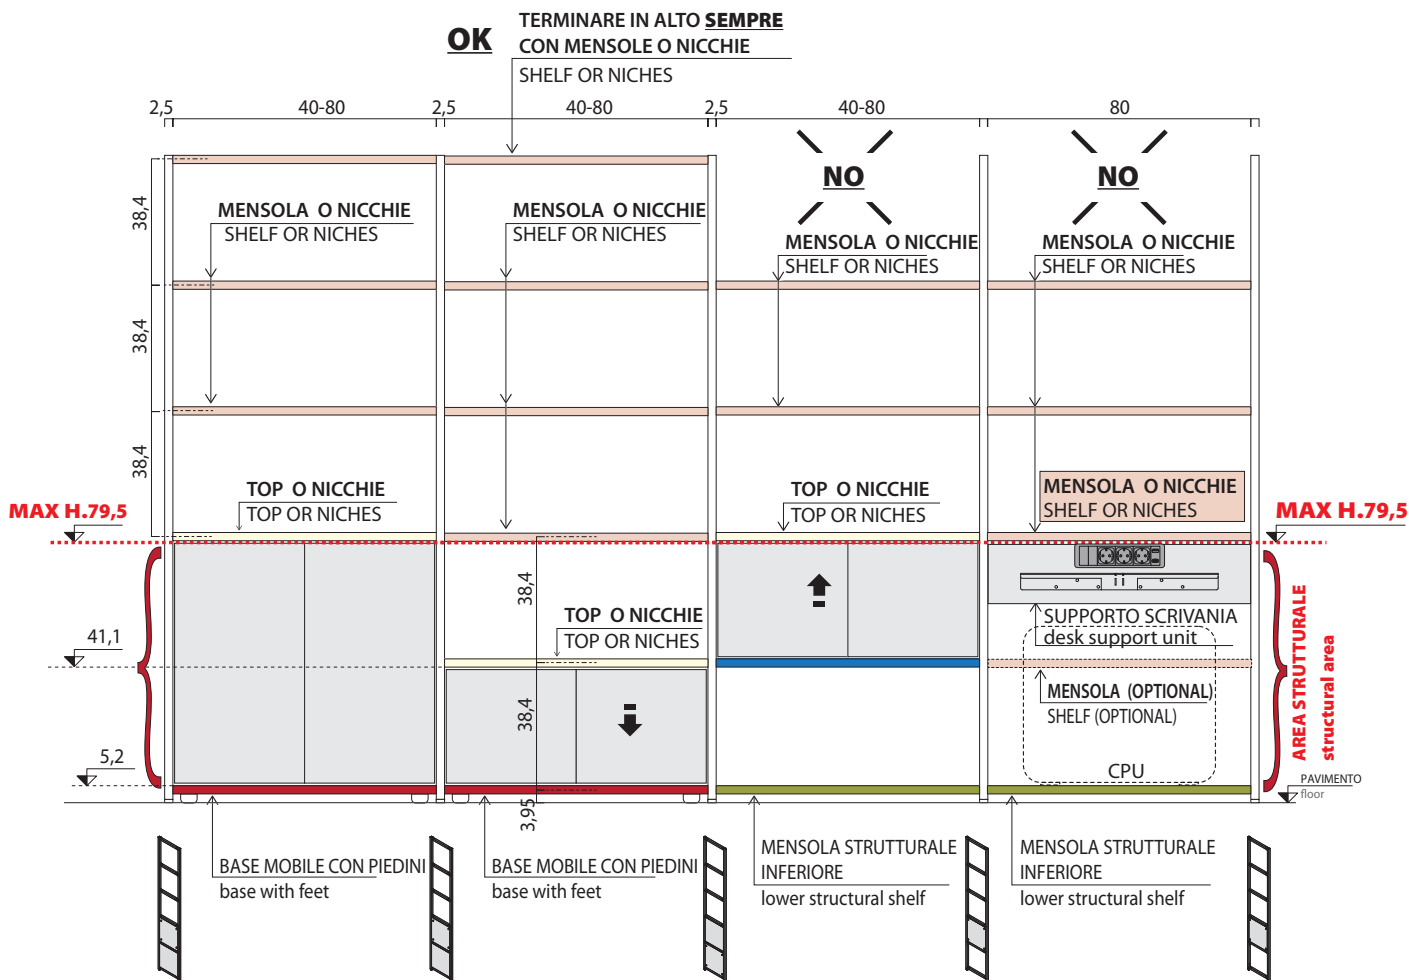 OK
TERMINARE IN ALTO SEMPRE
CON MENSOLE O NICCHIE
SHELF OR NICHES
2,5
40-80
2,5
40-80
2,5
40-80
80
NO
NO
38,4
MENSOLA O NICCHIE
SHELF OR NICHES
MENSOLA O NICCHIE
SHELF OR NICHES
MENSOLA O NICCHIE
SHELF OR NICHES
MENSOLA O NICCHIE
SHELF OR NICHES
38,4
38,4
MAX H.79,5
TOP O NICCHIE
TOP OR NICHES
TOP O NICCHIE
TOP OR NICHES
MENSOLA O NICCHIE
SHELF OR NICHES
MAX H.79,5
38,4
TOP O NICCHIE
TOP OR NICHES
SUPPORTO SCRIVANIA
desk support unit
41,1
38,4
MENSOLA (OPTIONAL)
SHELF (OPTIONAL)
AREA STRUTTURALE
structural area
5,2
CPU
PAVIMENTO
floor
3,95
BASE MOBILE CON PIEDINI
base with feet
BASE MOBILE CON PIEDINI
base with feet
MENSOLA STRUTTURALE
INFERIORE
lower structural shelf
MENSOLA STRUTTURALE
INFERIORE
lower structural shelf